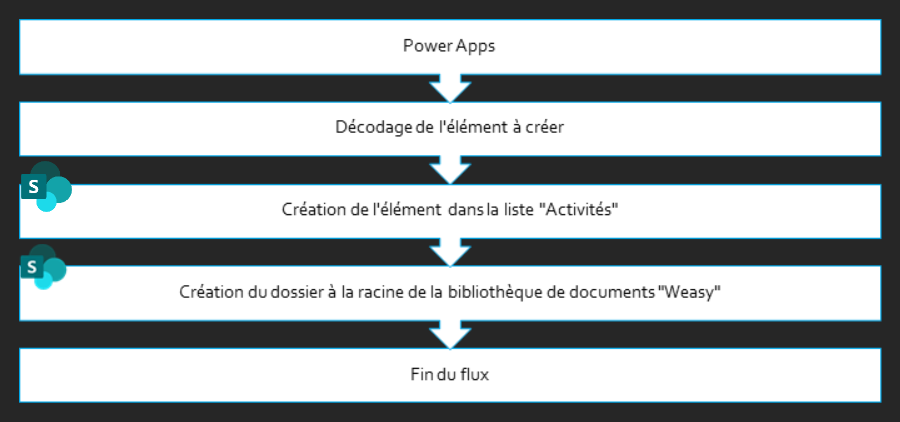 Power Apps
Décodage de l'élément à créer
S
Création de l'élément dans la liste "Activités"
S
Création du dossier à la racine de la bibliothèque de documents "Weasy"
Fin du flux